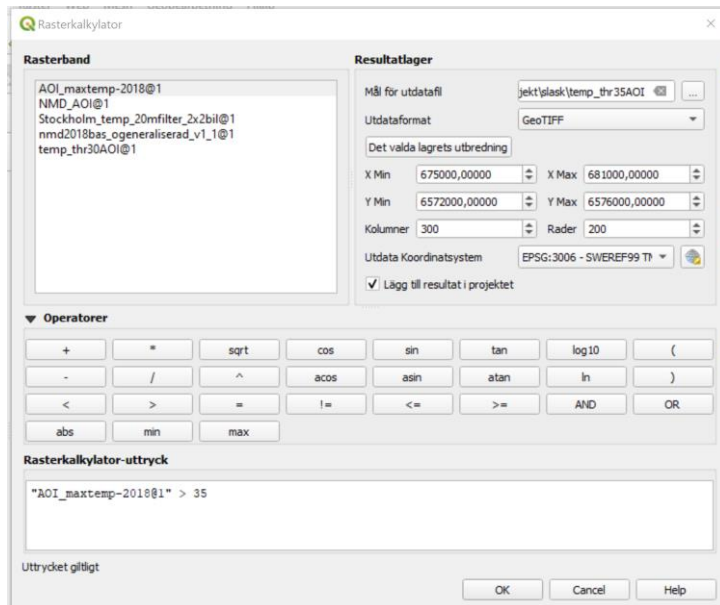 Rasterkalkylator
Rasterband
AOI_maxtemp-2018@1
NMD_AOI@1
Stockholm_temp_20mfilter_2x2bil@1
nmd2018bas_ogeneraliserad_v1_1@1
temp_thr30AOI@1
Resultatlager
Mål för utdatafil jekt\slask\temp_thr35AOI ...
Utdataformat GeoTIFF
Det valda lagrets utbredning
X Min 675000,00000 X Max 681000,00000
Y Min 6572000,00000 Y Max 6576000,00000
Kolumner 300 Rader 200
Utdata Koordinatsystem EPSG:3006 - SWEREF99 TM
Lägg till resultat i projektet
Operatorer
+ * sqrt cos sin tan log10 (
- / ^ acos asin atan ln )
< > = != <= >= AND OR
abs min max
Rasterkalkylator-uttryck
"AOI_maxtemp-2018@1" > 35
Uttrycket giltigt
OK Cancel Help